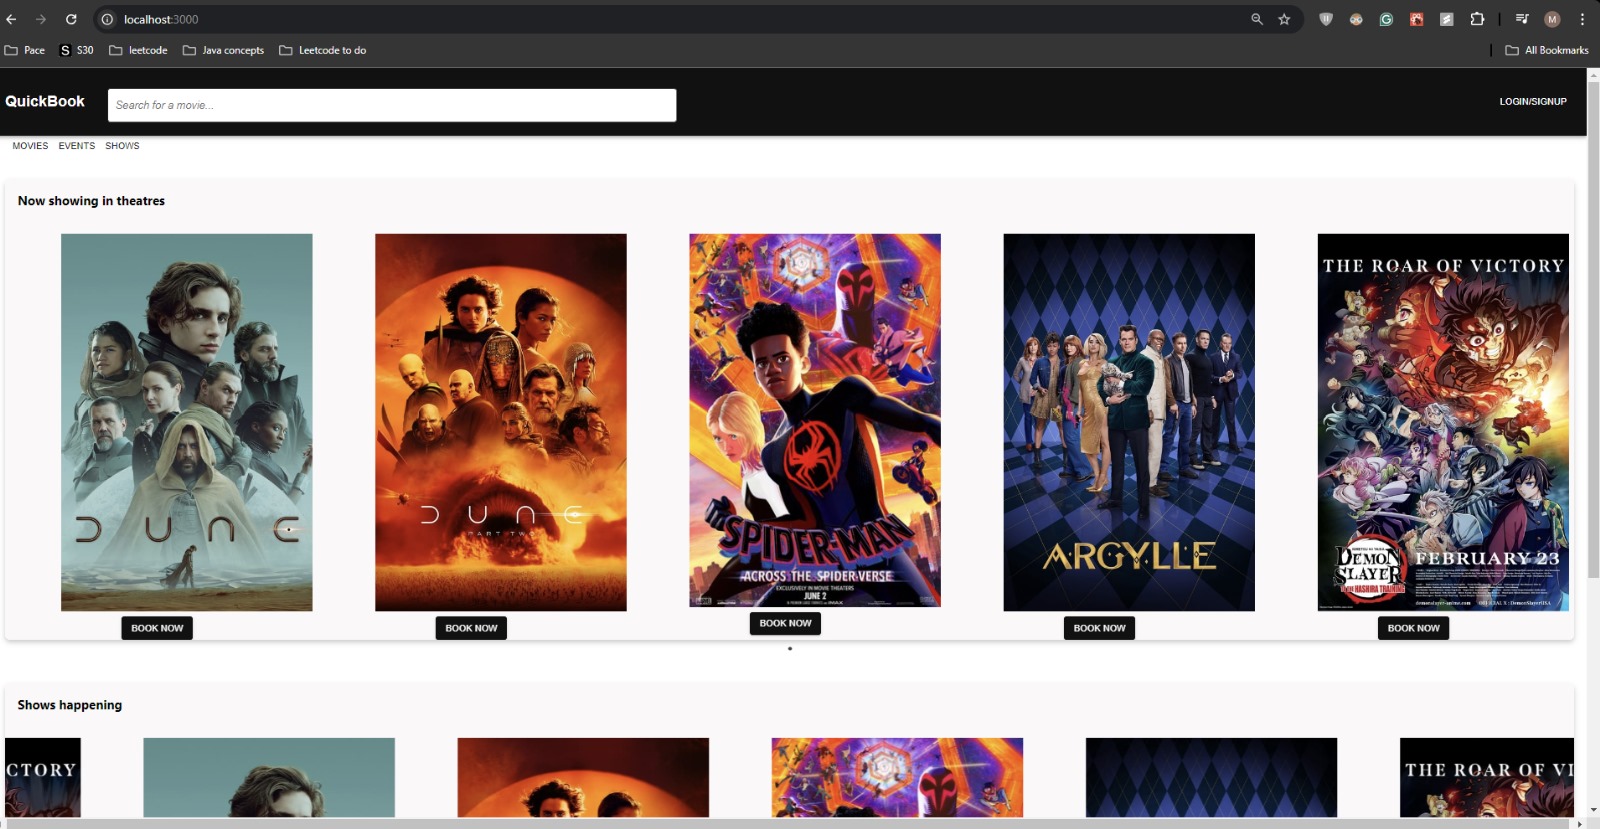 localhost:3000
M
Pace
S
S30
leetcode
Java concepts
Leetcode to do
All Bookmarks
QuickBook
Search for a movie...
LOGIN/SIGNUP
MOVIES EVENTS SHOWS
Now showing in theatres
DUNE
BOOK NOW
DUNE
PART TWO
BOOK NOW
SPIDER-MAN
ACROSS THE SPIDER-VERSE
EXCLUSIVELY IN MOVIE THEATERS
JUNE 2
BOOK NOW
ARGYLLE
BOOK NOW
THE ROAR OF VICTORY
DEMON
SLAYER
TO THE HASHIRA TRAINING
FEBRUARY 23
demonslayer-anime.com
BOOK NOW
Shows happening
CTORY
THE ROAR OF VI